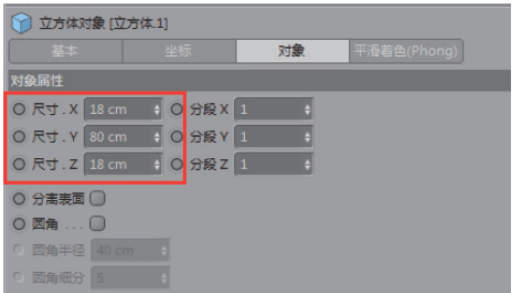 立方体对象 [立方体.1]
基本 坐标 对象 平滑着色(Phong)
对象属性
尺寸 . X 18 cm 分段 X 1
尺寸 . Y 80 cm 分段 Y 1
尺寸 . Z 18 cm 分段 Z 1
分离表面
圆角 . . . .
圆角半径 40 cm
圆角细分 5